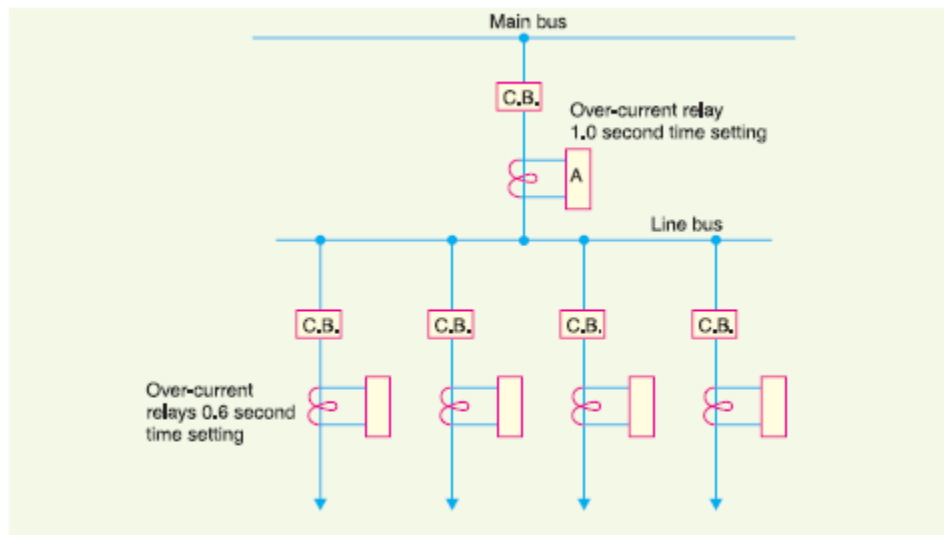 Main bus
C.B.
Over-current relay
1.0 second time setting
A
Line bus
C.B.
C.B.
C.B.
C.B.
Over-current
relays 0.6 second
time setting